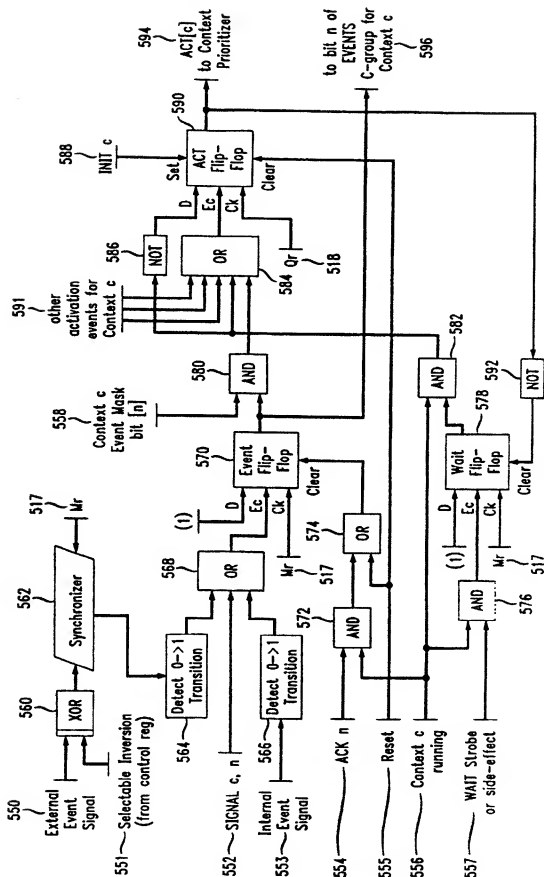 594
ACT[c]
to Context
Prioritizer
to bit n of
EVENTS
C-group for
Context c
596
588
INIT c
590
Set
ACT
Flip-
Flop
D
Ec
Ck
Clear
586
NOT
OR
584
Qr
518
591
other
activation
events for
Context c
580
AND
582
AND
592
NOT
558
Context c
Event Mask
bit [n]
570
Event
Flip-
Flop
(1)
D
Ec
Ck
Clear
Mr
517
578
Wait
Flip-
Flop
(1)
D
Ec
Ck
Clear
Mr
517
517
Mr
562
Synchronizer
568
OR
574
OR
572
AND
AND
576
560
XOR
564
Detect 0->1
Transition
566
Detect 0->1
Transition
550
External
Event
Signal
551
Selectable Inversion
(from control reg)
552
SIGNAL c, n
553
Internal
Event
Signal
554
ACK n
555
Reset
556
Context c
running
557
WAIT Strobe
or side-effect